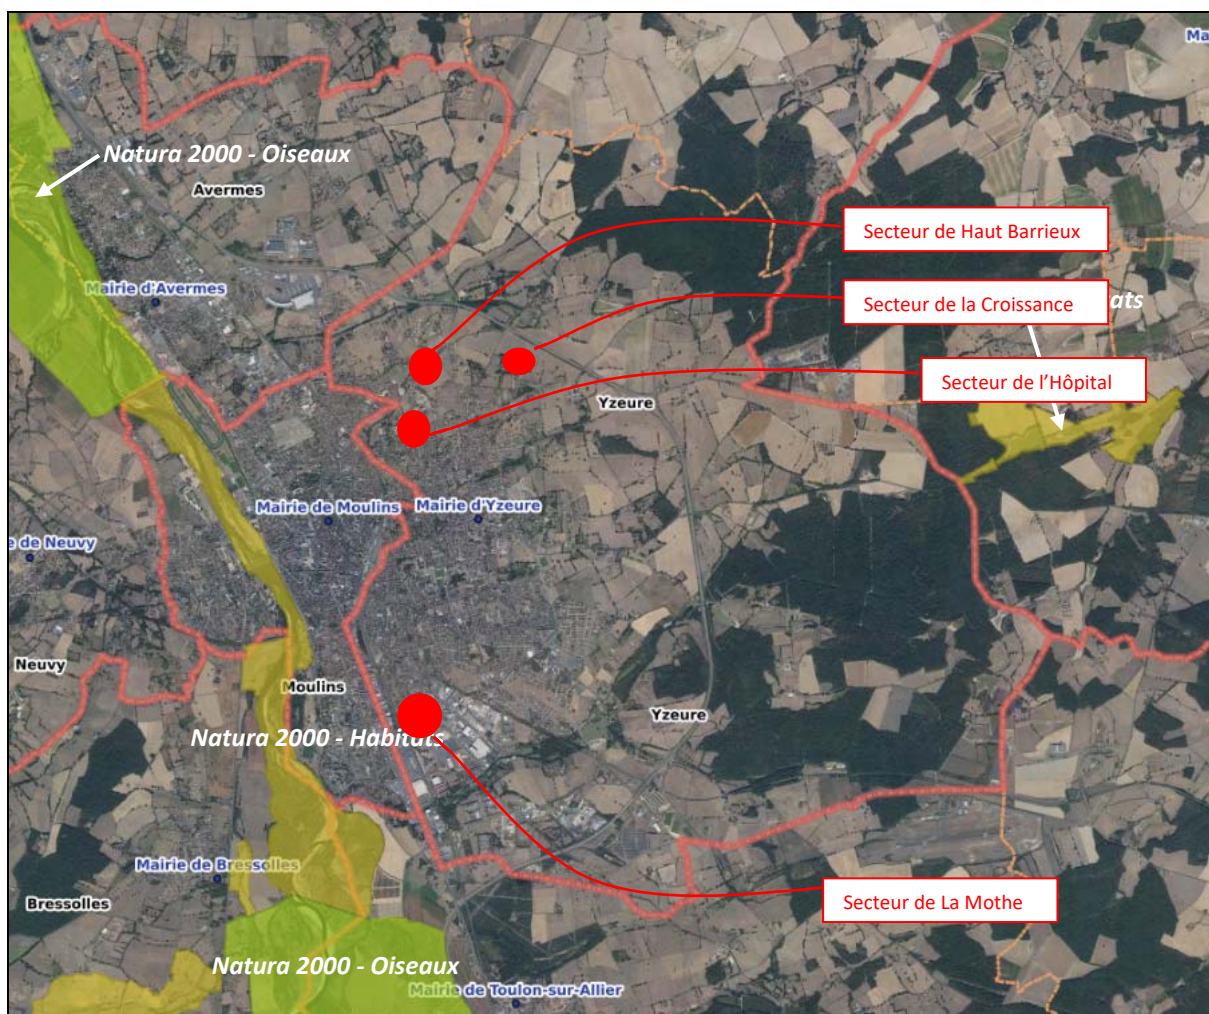 Ma
Natura 2000 - Oiseaux
Avermes
Secteur de Haut Barrieux
Mairie d'Avermes
Secteur de la Croissance
ats
Secteur de l'Hôpital
Yzeure
Mairie de Moulins
Mairie d'Yzeure
e de Neuvy
Neuvy
Moulins
Yzeure
Natura 2000 - Habitats
Mairie de Bressolles
Secteur de La Mothe
Bressolles
Natura 2000 - Oiseaux
Mairie de Toulon-sur-Allier